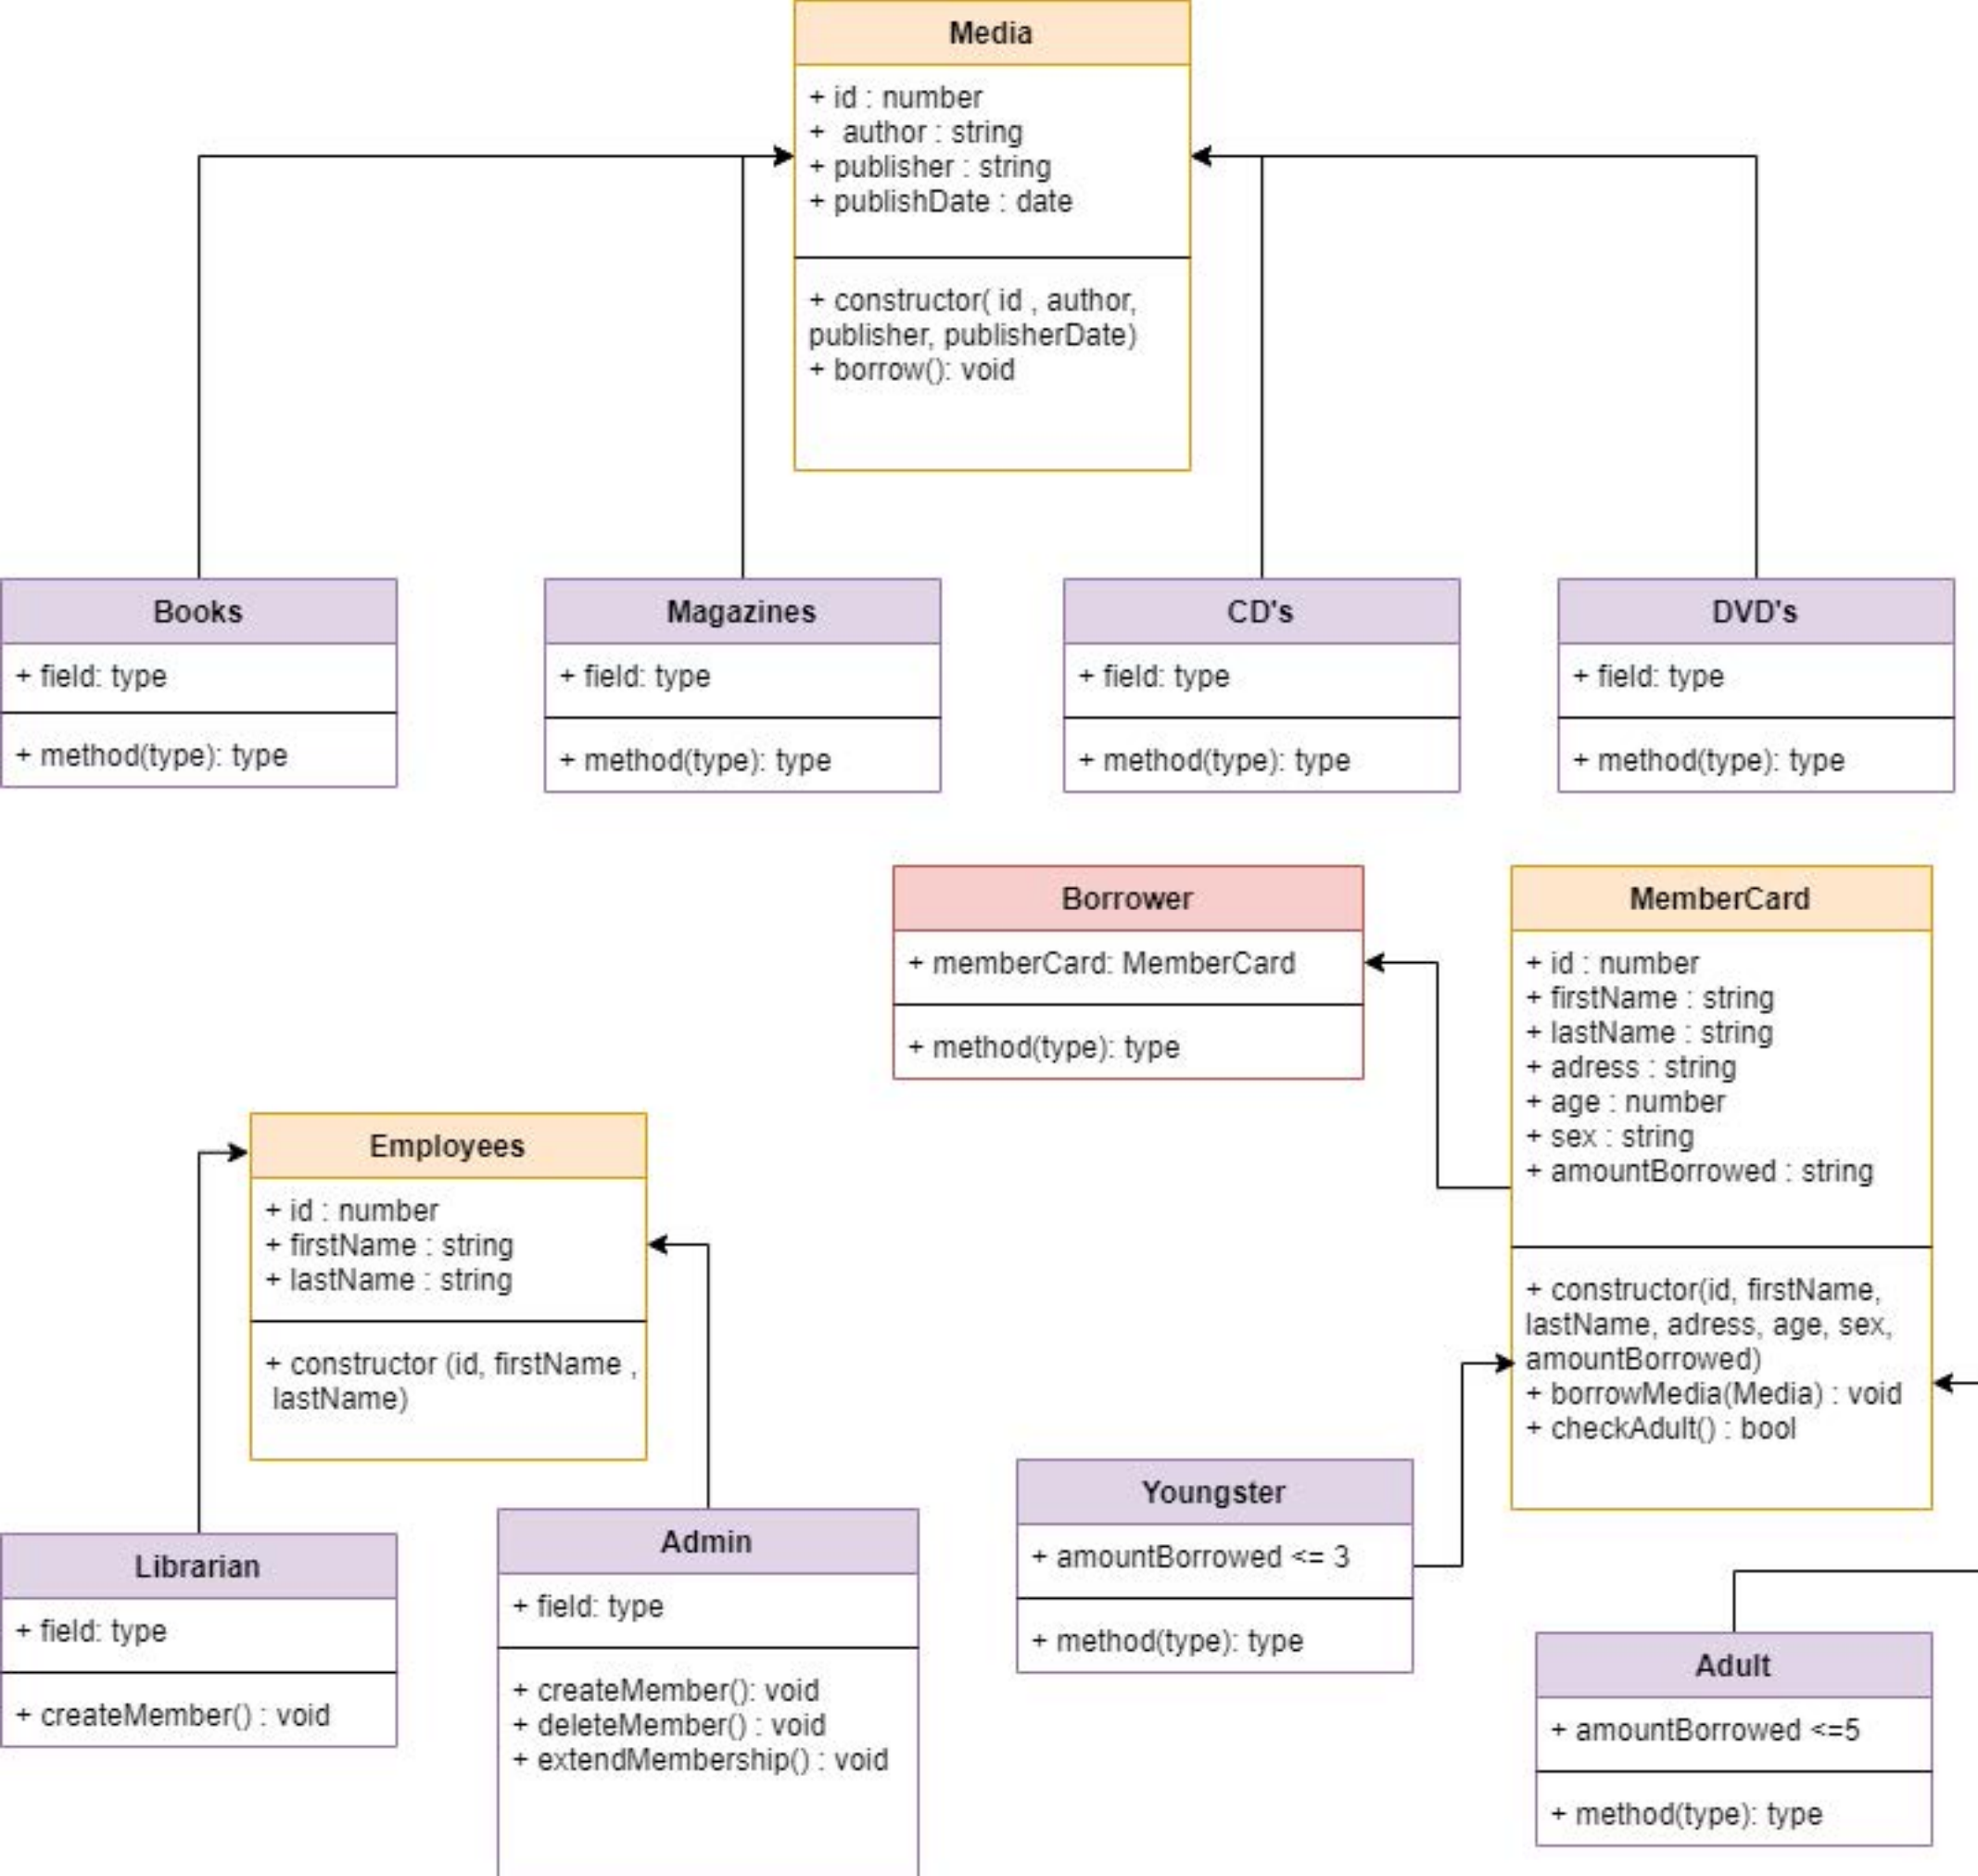 Media
+ id : number
+  author : string
+ publisher : string
+ publishDate : date
+ constructor( id , author,
publisher, publisherDate)
+ borrow(): void
Books
+ field: type
+ method(type): type
Magazines
+ field: type
+ method(type): type
CD's
+ field: type
+ method(type): type
DVD's
+ field: type
+ method(type): type
Borrower
+ memberCard: MemberCard
+ method(type): type
MemberCard
+ id : number
+ firstName : string
+ lastName : string
+ adress : string
+ age : number
+ sex : string
+ amountBorrowed : string
+ constructor(id, firstName,
lastName, adress, age, sex,
amountBorrowed)
+ borrowMedia(Media) : void
+ checkAdult() : bool
Employees
+ id : number
+ firstName : string
+ lastName : string
+ constructor (id, firstName ,
lastName)
Librarian
+ field: type
+ createMember() : void
Admin
+ field: type
+ createMember(): void
+ deleteMember() : void
+ extendMembership() : void
Youngster
+ amountBorrowed <= 3
+ method(type): type
Adult
+ amountBorrowed <=5
+ method(type): type